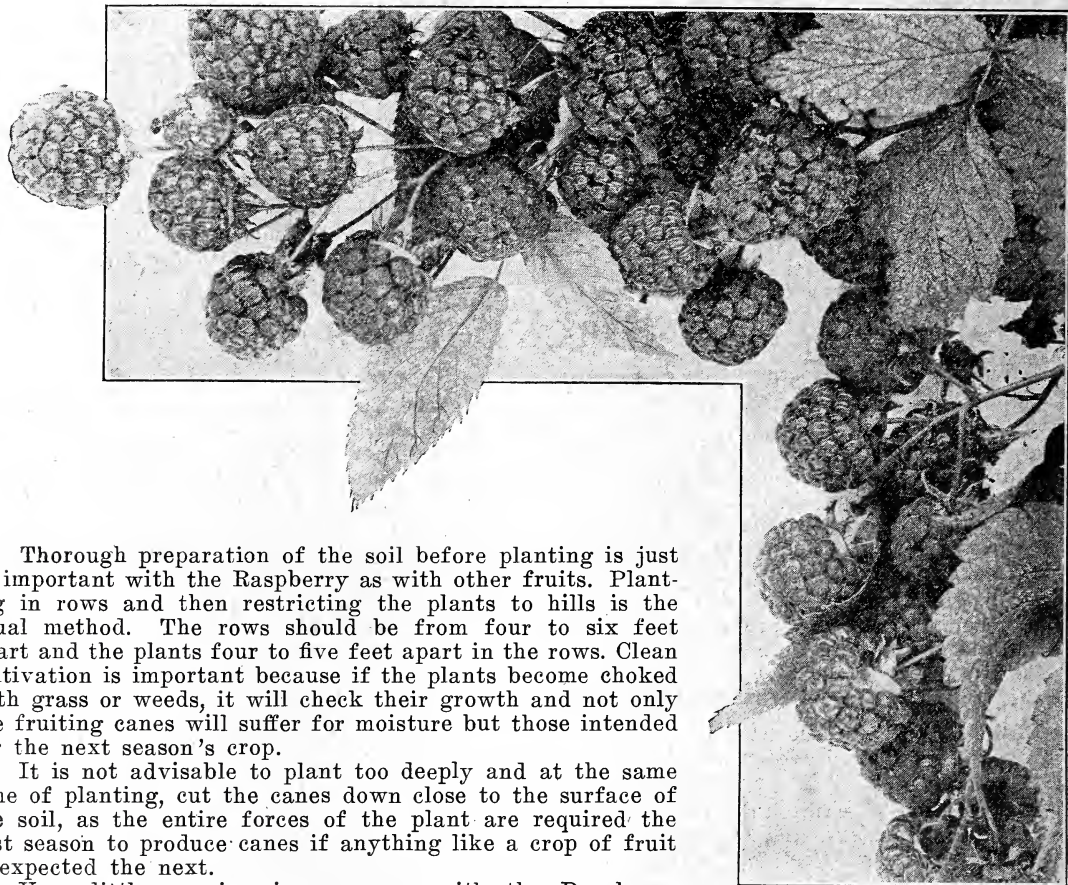 Thorough preparation of the soil before planting is just
important with the Raspberry as with other fruits. Plant-
in rows and then restricting the plants to hills is the
method. The rows should be from four to six feet
and the plants four to five feet apart in the rows. Clean
is important because if the plants become choked
grass or weeds, it will check their growth and not only
fruiting canes will suffer for moisture but those intended
the next season's crop.
It is not advisable to plant too deeply and at the same
of planting, cut the canes down close to the surface of
soil, as the entire forces of the plant are required the
season to produce canes if anything like a crop of fruit
expected the next.